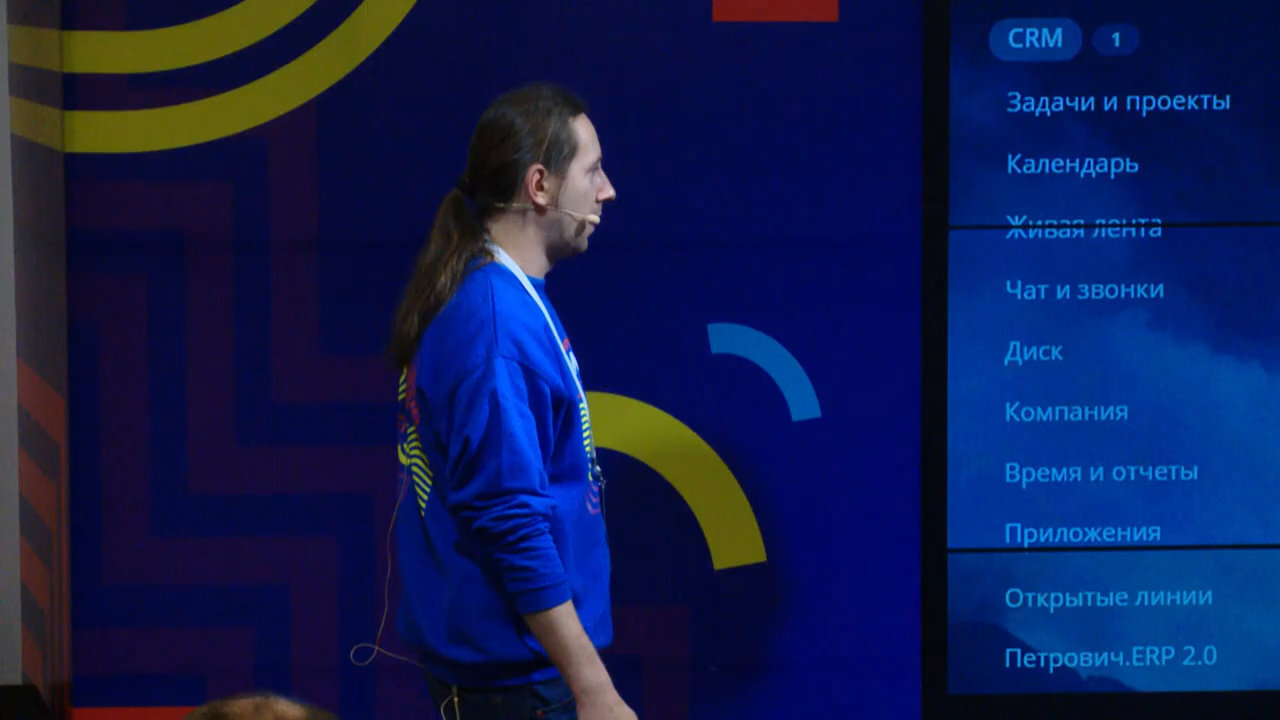 CRM 1
Задачи и проекты
Календарь
Живая лента
Чат и звонки
Диск
Компания
Время и отчеты
Приложения
Открытые линии
Петрович.ERP 2.0